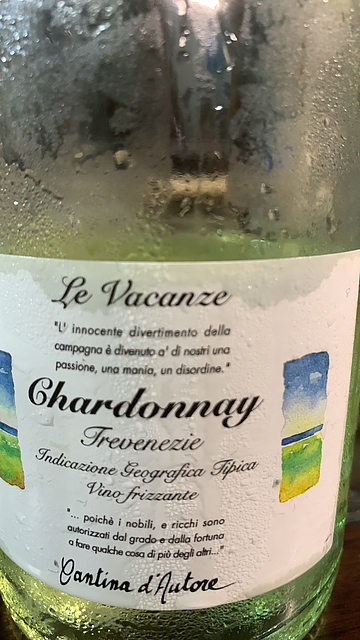 Le Vacanze
"L' innocente divertimento della
campagna è divenuto a' dì nostri una
passione, una mania, un disordine."
Chardonnay
Trevenezie
Indicazione Geografica Tipica
Vino frizzante
"... poichè i nobili, e ricchi sono
autorizzati dal grado e dalla fortuna
a fare qualche cosa di più degli altri..."
Cantina d'Autore